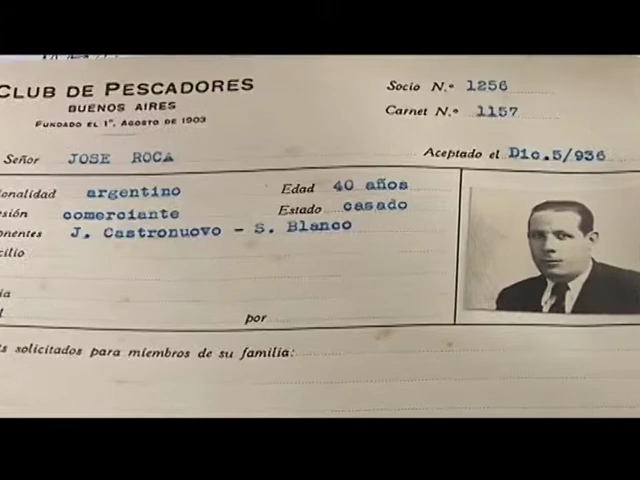 CLUB DE PESCADORES
BUENOS AIRES
FUNDADO EL 1º. AGOSTO DE 1903
Socio N.º 1256
Carnet N.º 1157
Señor JOSE ROCA
Aceptado el Dic.5/936
ionalidad argentino
Edad 40 años
esión comerciante
Estado casado
onentes J. Castronuovo - S. Blanco
cilio
ia
por
s solicitados para miembros de su familia: